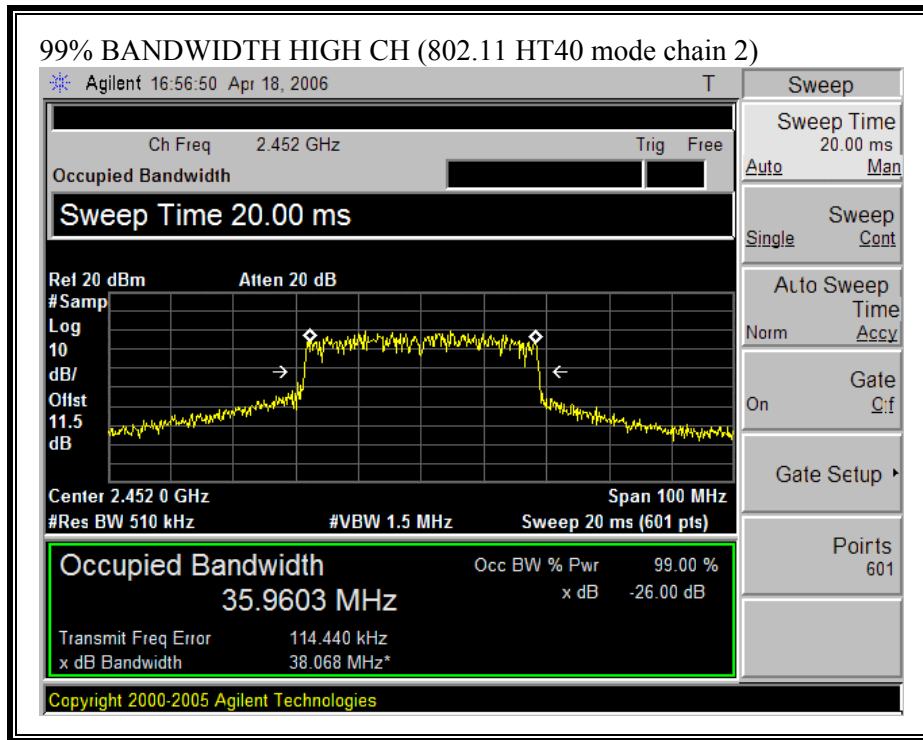 99% BANDWIDTH HIGH CH (802.11 HT40 mode chain 2)
Agilent 16:56:50 Apr 18, 2006 T
Ch Freq 2.452 GHz Trig Free
Occupied Bandwidth
Sweep Time 20.00 ms
Ref 20 dBm Atten 20 dB
#Samp
Log
10
dB/
Offst
11.5
dB
Center 2.452 0 GHz Span 100 MHz
#Res BW 510 kHz #VBW 1.5 MHz Sweep 20 ms (601 pts)
Occupied Bandwidth
35.9603 MHz
Occ BW % Pwr 99.00 %
x dB -26.00 dB
Transmit Freq Error 114.440 kHz
x dB Bandwidth 38.068 MHz*
Copyright 2000-2005 Agilent Technologies
Sweep
Sweep Time
20.00 ms
Auto Man
Sweep
Single Cont
Auto Sweep
Time
Norm Accy
Gate
On Off
Gate Setup
Points
601